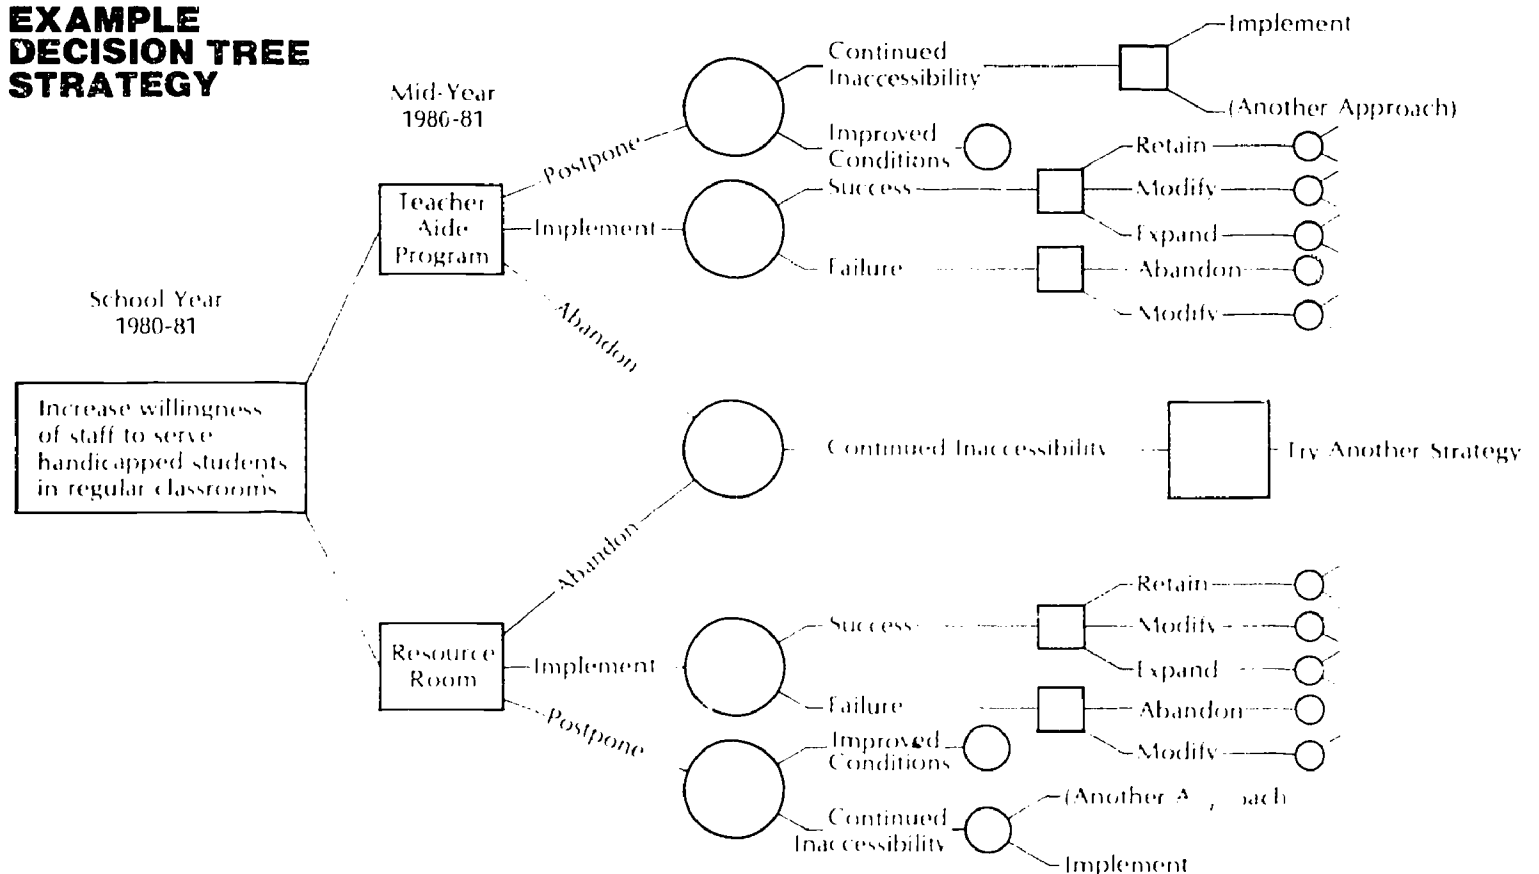 EXAMPLE
DECISION TREE
STRATEGY
Mid-Year
1980-81
School Year
1980-81
Increase willingness
of staff to serve
handicapped students
in regular classrooms
Teacher
Aide
Program
Postpone
Implement
Abandon
Continued
Inaccessibility
Implement
(Another Approach)
Improved
Conditions
Success
Retain
Modify
Expand
Failure
Abandon
Modify
Continued Inaccessibility
Try Another Strategy
Resource
Room
Abandon
Implement
Postpone
Success
Retain
Modify
Expand
Failure
Abandon
Modify
Improved
Conditions
Continued
Inaccessibility
(Another
Implement